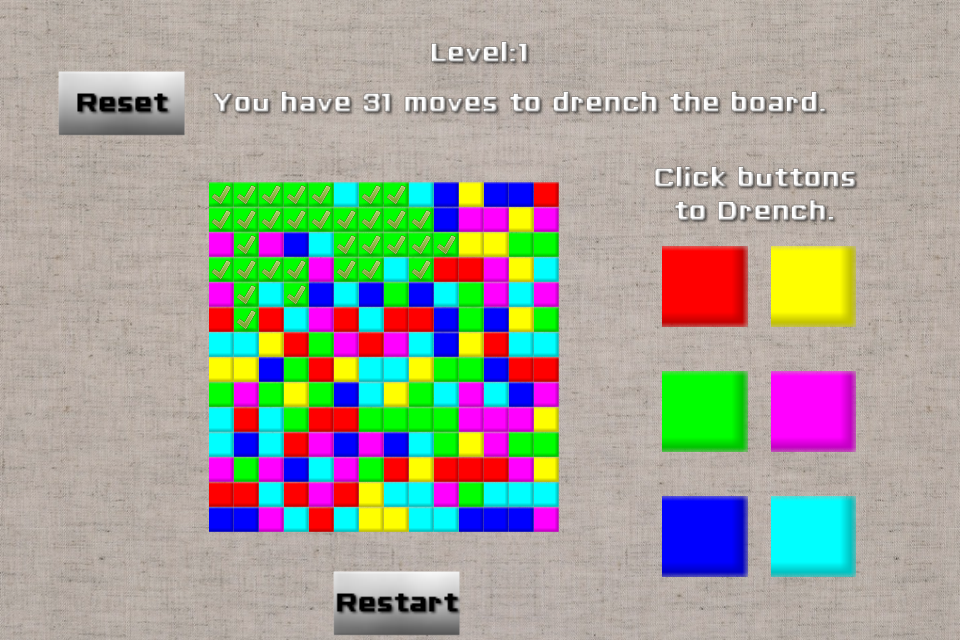 Level:1
Reset
You have 31 moves to drench the board.
Click buttons
to Drench.
Restart